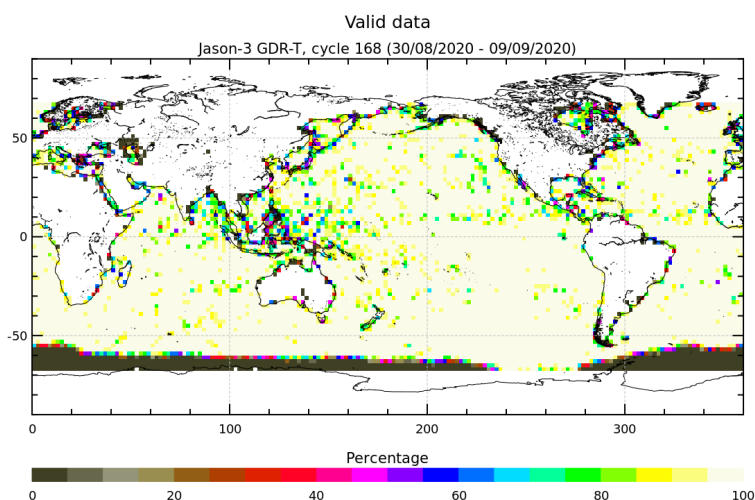 Valid data
Jason-3 GDR-T, cycle 168 (30/08/2020 - 09/09/2020)
50
0
-50
0 100 200 300
Percentage
0 20 40 60 80 100